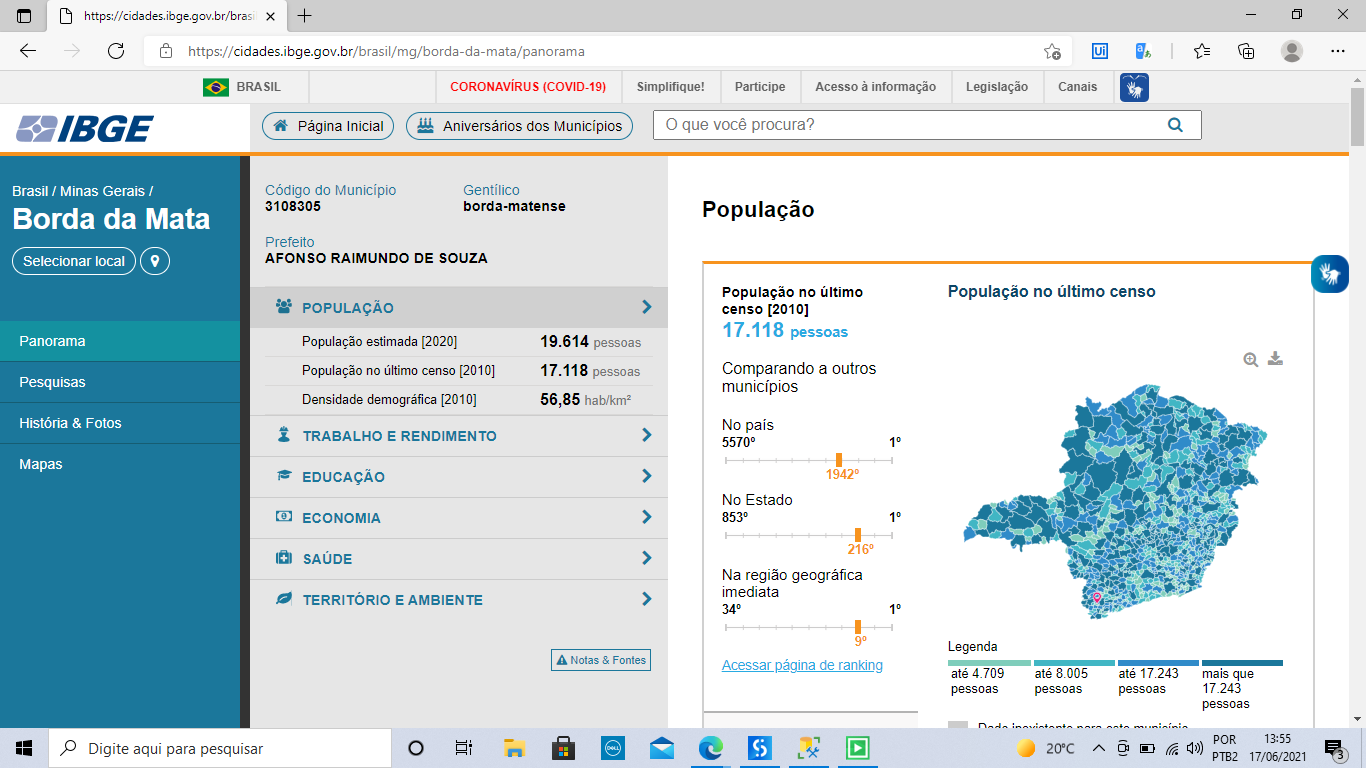 https://cidades.ibge.gov.br/brasi
https://cidades.ibge.gov.br/brasil/mg/borda-da-mata/panorama
BRASIL
CORONAVÍRUS (COVID-19)
Simplifique!
Participe
Acesso à informação
Legislação
Canais
IBGE
Página Inicial
Aniversários dos Municípios
O que você procura?
Brasil / Minas Gerais /
Borda da Mata
Selecionar local
Panorama
Pesquisas
História & Fotos
Mapas
Código do Município
3108305
Gentílico
borda-matense
Prefeito
AFONSO RAIMUNDO DE SOUZA
POPULAÇÃO
População estimada [2020] 19.614 pessoas
População no último censo [2010] 17.118 pessoas
Densidade demográfica [2010] 56,85 hab/km²
TRABALHO E RENDIMENTO
EDUCAÇÃO
ECONOMIA
SAÚDE
TERRITÓRIO E AMBIENTE
Notas & Fontes
População
População no último
censo [2010]
17.118 pessoas
Comparando a outros
municípios
No país
5570º 1º
1942º
No Estado
853º 1º
216º
Na região geográfica
imediata
34º 1º
9º
Acessar página de ranking
População no último censo
Legenda
até 4.709
pessoas
até 8.005
pessoas
até 17.243
pessoas
mais que
17.243
pessoas
Dado inexistente para este município
Digite aqui para pesquisar
DELL
20°C
POR
PTB2
13:55
17/06/2021
3